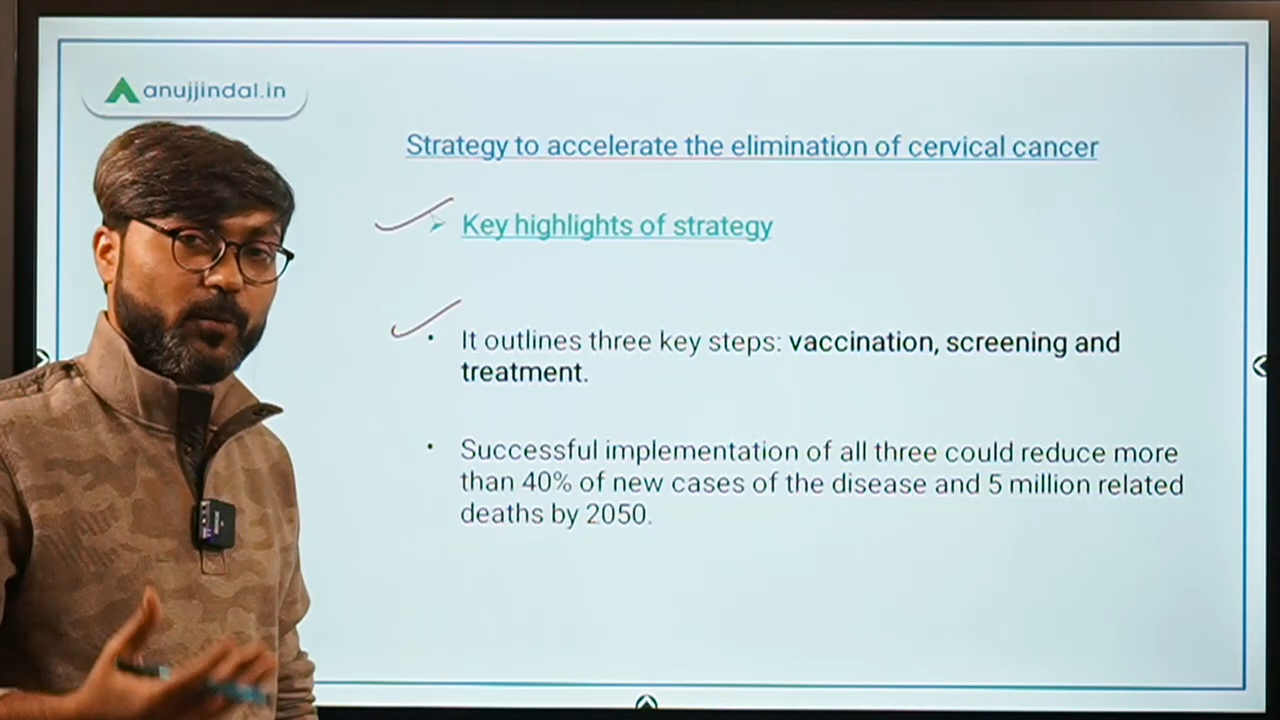 anujjindal.in
Strategy to accelerate the elimination of cervical cancer
Key highlights of strategy
It outlines three key steps: vaccination, screening and
treatment.
Successful implementation of all three could reduce more
than 40% of new cases of the disease and 5 million related
deaths by 2050.